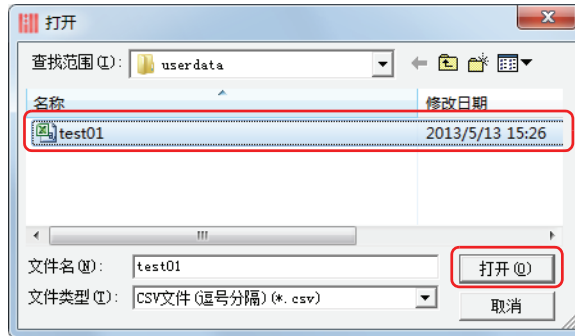 打开
查找范围(I): userdata
名称 修改日期
test01 2013/5/13 15:26
文件名(N): test01 打开(O)
文件类型(T): CSV文件(逗号分隔)(*.csv) 取消